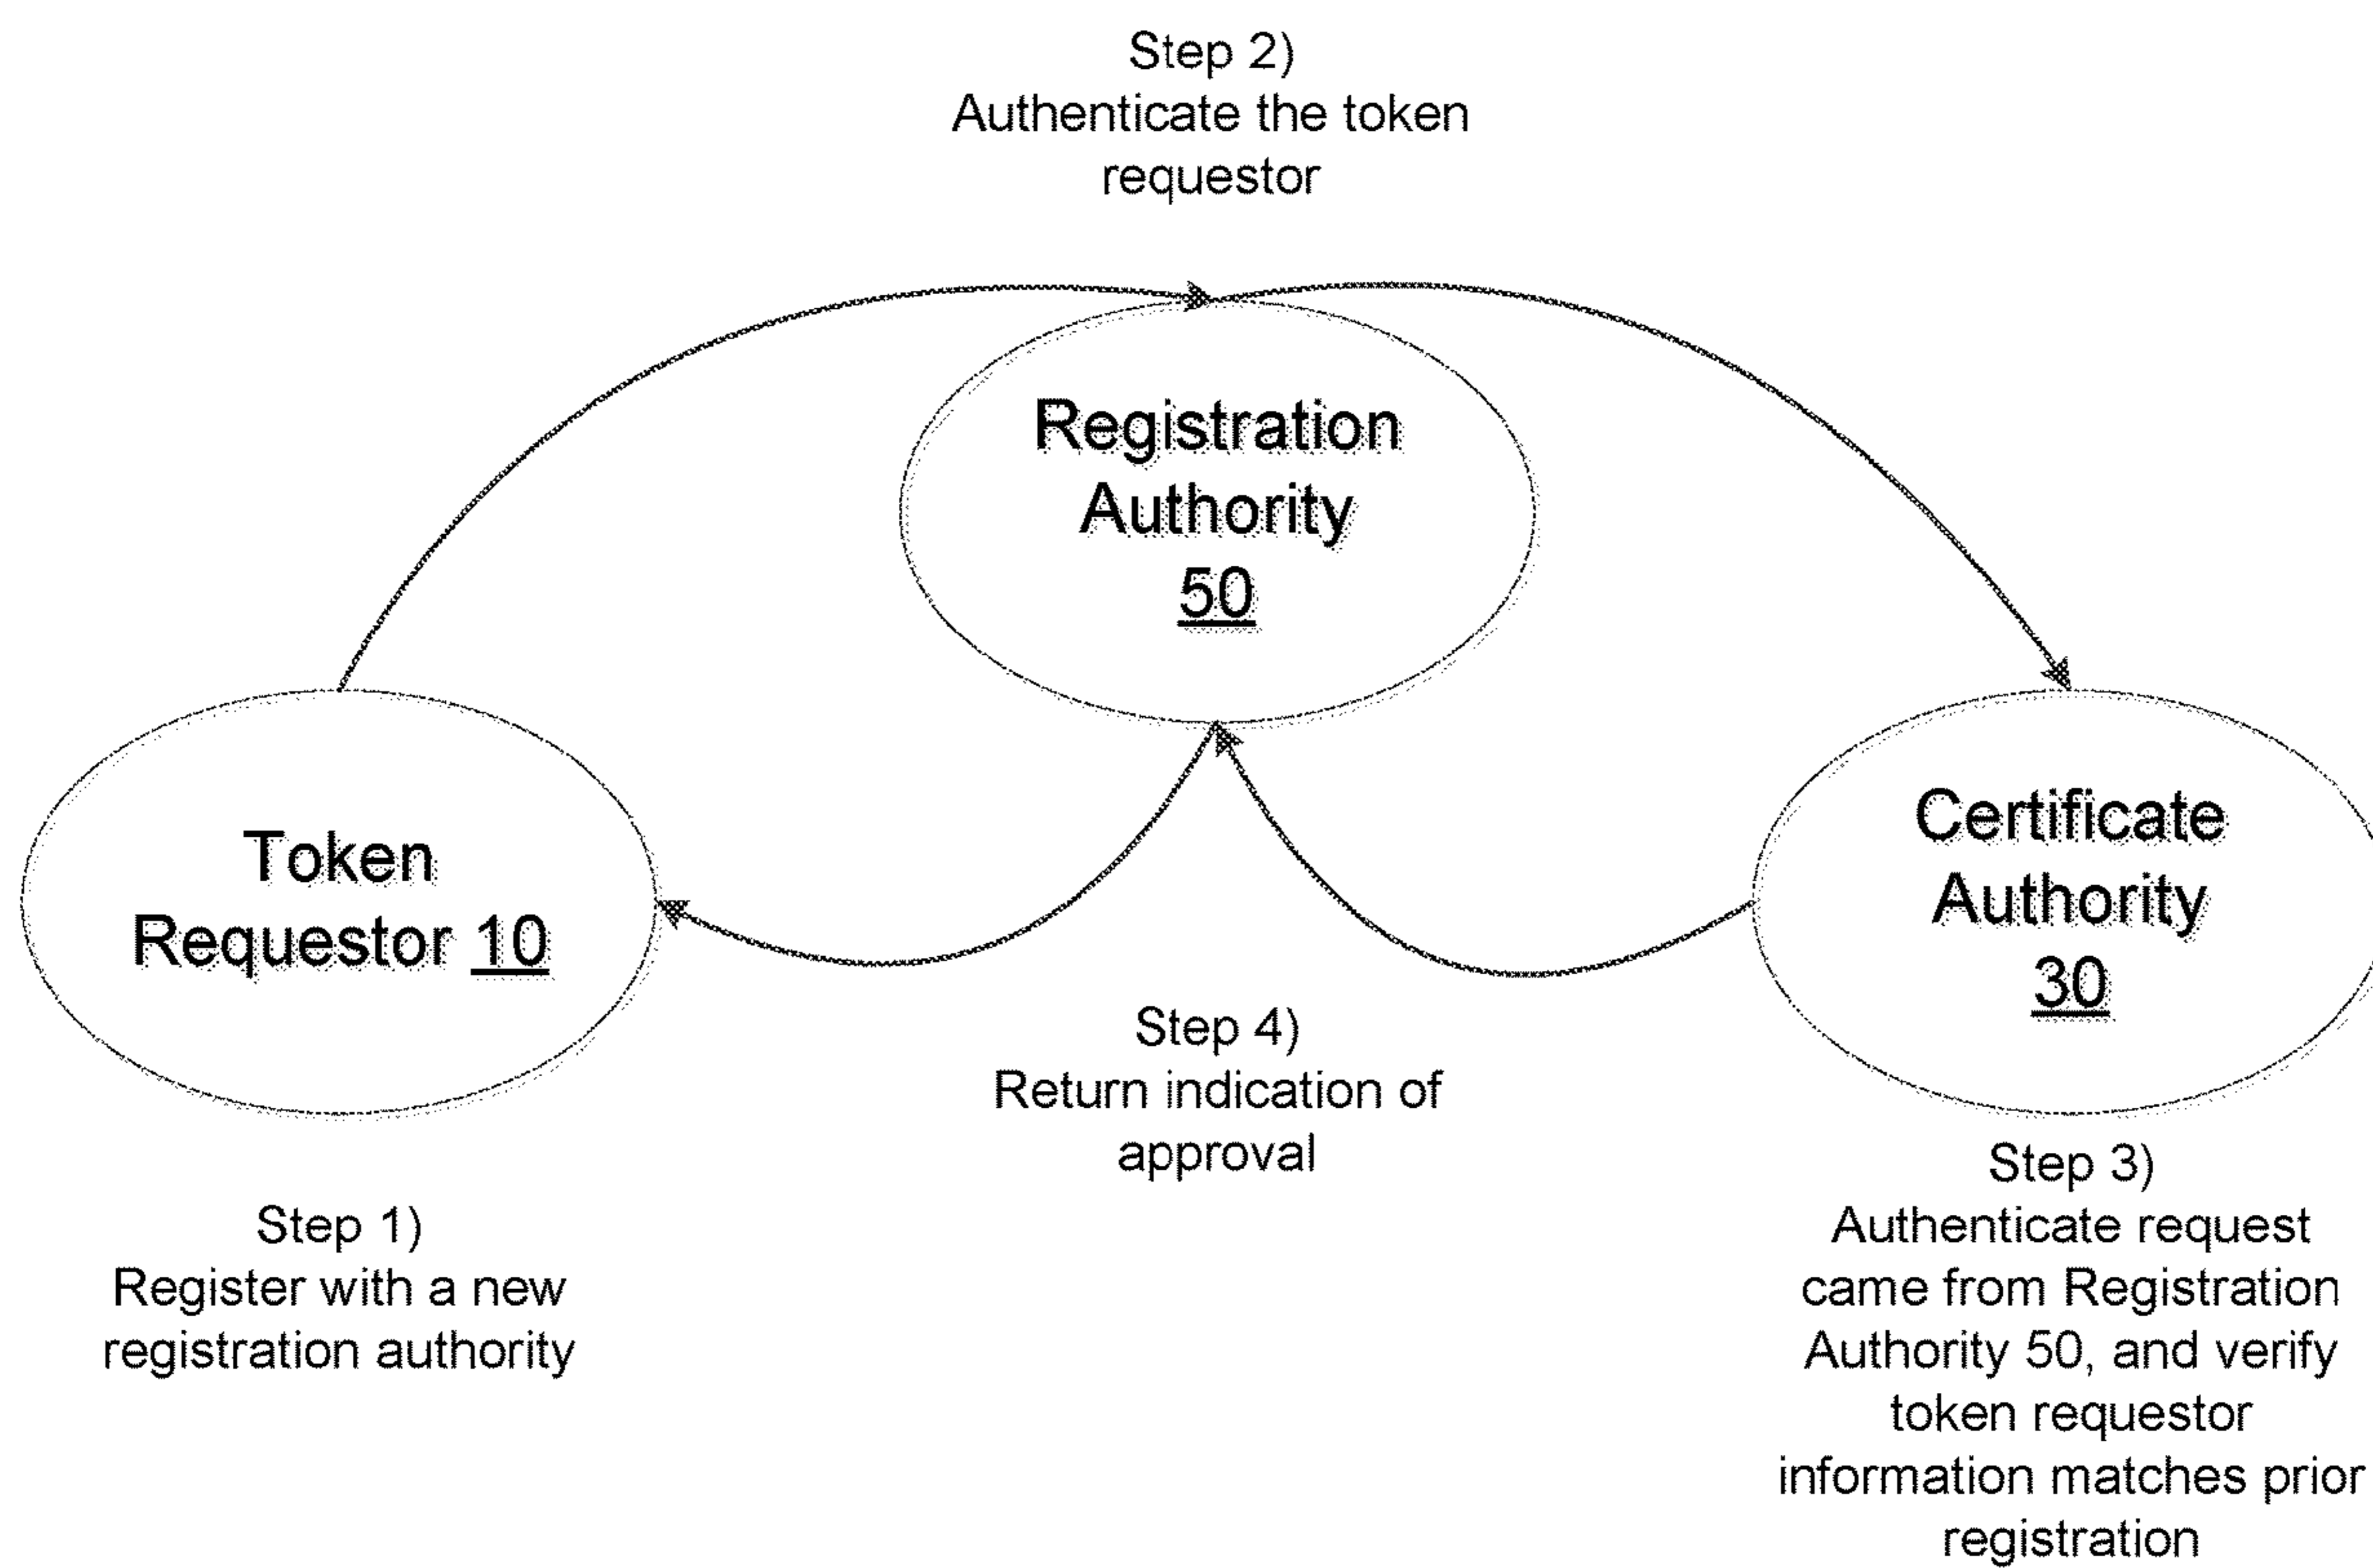 Step 2)
Authenticate the token
requestor
Registration
Authority
50
Token
Requestor 10
Certificate
Authority
30
Step 4)
Return indication of
approval
Step 1)
Register with a new
registration authority
Step 3)
Authenticate request
came from Registration
Authority 50, and verify
token requestor
information matches prior
registration